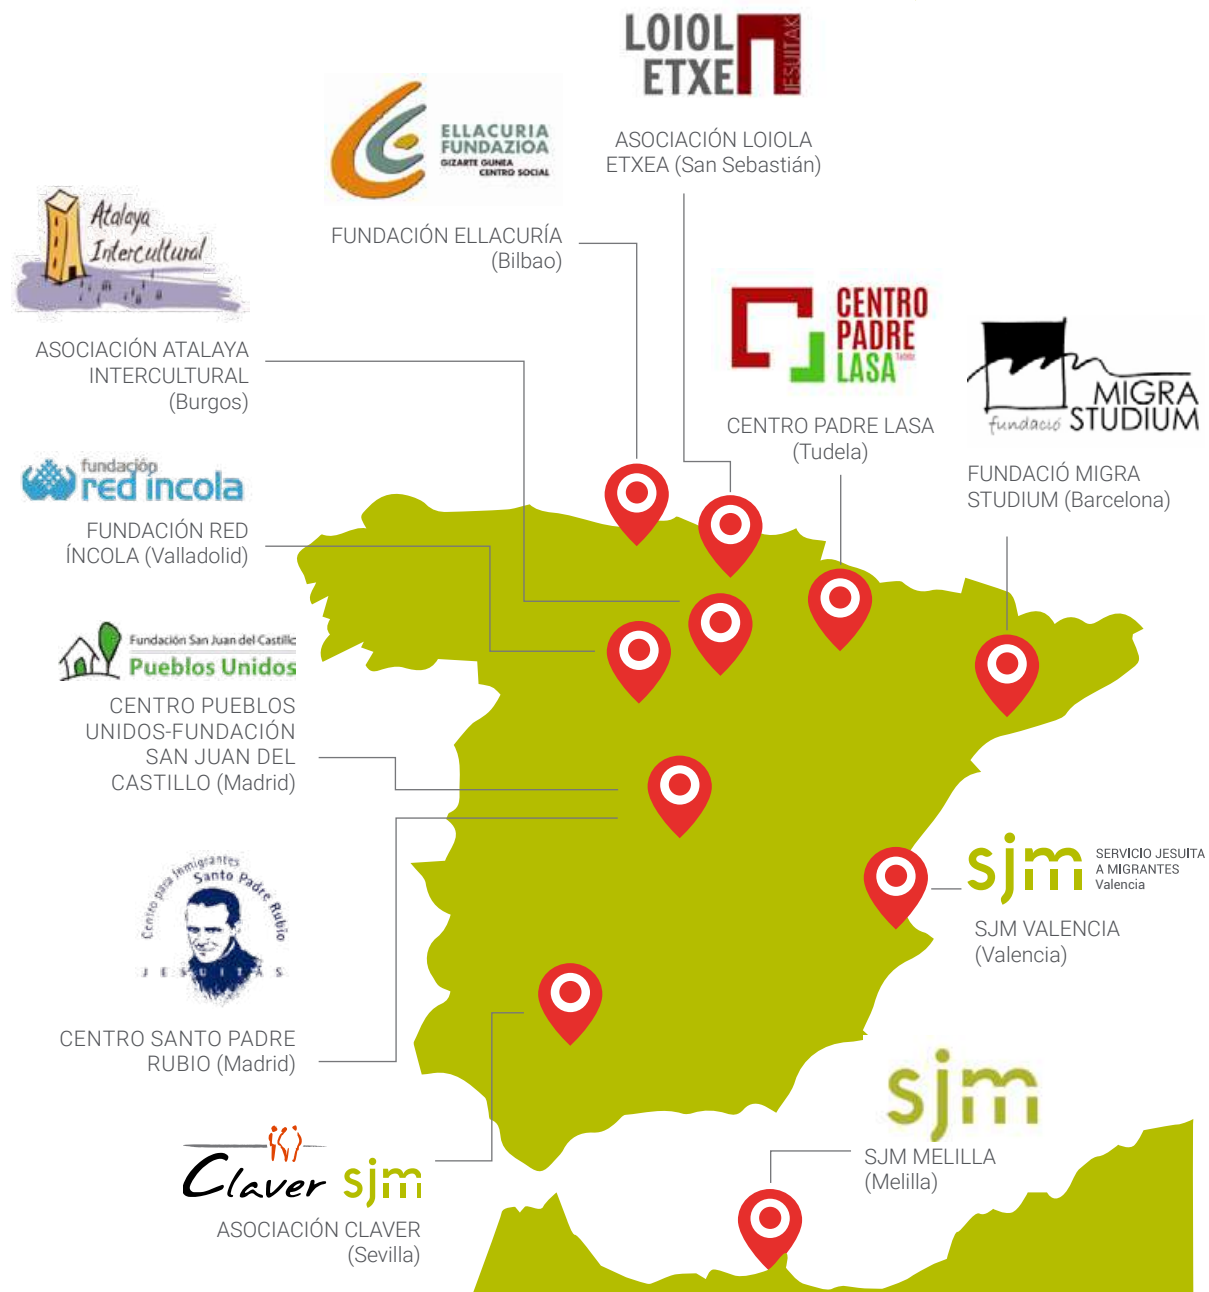 LOIOL
ETXE
JESUITAK
ASOCIACIÓN LOIOLA
ETXEA (San Sebastián)
ELLACURIA
FUNDAZIOA
GIZARTE GUNEA
CENTRO SOCIAL
FUNDACIÓN ELLACURÍA
(Bilbao)
Atalaya
Intercultural
ASOCIACIÓN ATALAYA
INTERCULTURAL
(Burgos)
CENTRO
PADRE
LASA
Tudela
CENTRO PADRE LASA
(Tudela)
MIGRA
fundació STUDIUM
FUNDACIÓ MIGRA
STUDIUM (Barcelona)
fundación
red íncola
FUNDACIÓN RED
ÍNCOLA (Valladolid)
Fundación San Juan del Castillo
Pueblos Unidos
CENTRO PUEBLOS
UNIDOS-FUNDACIÓN
SAN JUAN DEL
CASTILLO (Madrid)
Centro para Inmigrantes
Santo Padre Rubio
JESUITAS
CENTRO SANTO PADRE
RUBIO (Madrid)
sjm
SERVICIO JESUITA
A MIGRANTES
Valencia
SJM VALENCIA
(Valencia)
sjm
SJM MELILLA
(Melilla)
Claver sjm
ASOCIACIÓN CLAVER
(Sevilla)